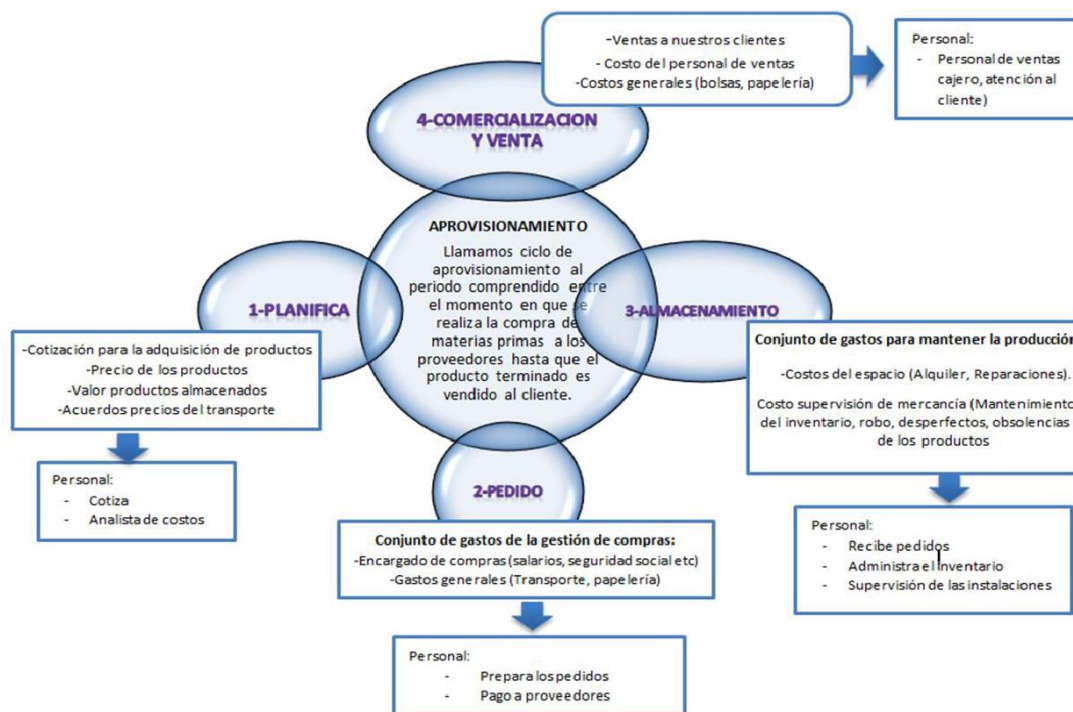 -Ventas a nuestros clientes
- Costo del personal de ventas
-Costos generales (bolsas, papelería)
Personal:
- Personal de ventas
cajero, atención al
cliente)
4-COMERCIALIZACION
Y VENTA
APROVISIONAMIENTO
Llamamos ciclo de
aprovisionamiento al
periodo comprendido entre
el momento en que se
realiza la compra de
materias primas a los
proveedores hasta que el
producto terminado es
vendido al cliente.
1-PLANIFICA
-Cotización para la adquisición de productos
-Precio de los productos
-Valor productos almacenados
-Acuerdos precios del transporte
Personal:
- Cotiza
- Analista de costos
2-PEDIDO
Conjunto de gastos de la gestión de compras:
-Encargado de compras (salarios, seguridad social etc)
-Gastos generales (Transporte, papelería)
Personal:
- Prepara los pedidos
- Pago a proveedores
3-ALMACENAMIENTO
Conjunto de gastos para mantener la producción
-Costos del espacio (Alquiler, Reparaciones).
Costo supervisión de mercancía (Mantenimiento
del inventario, robo, desperfectos, obsolencias
de los productos
Personal:
- Recibe pedidos
- Administra el inventario
- Supervisión de las instalaciones